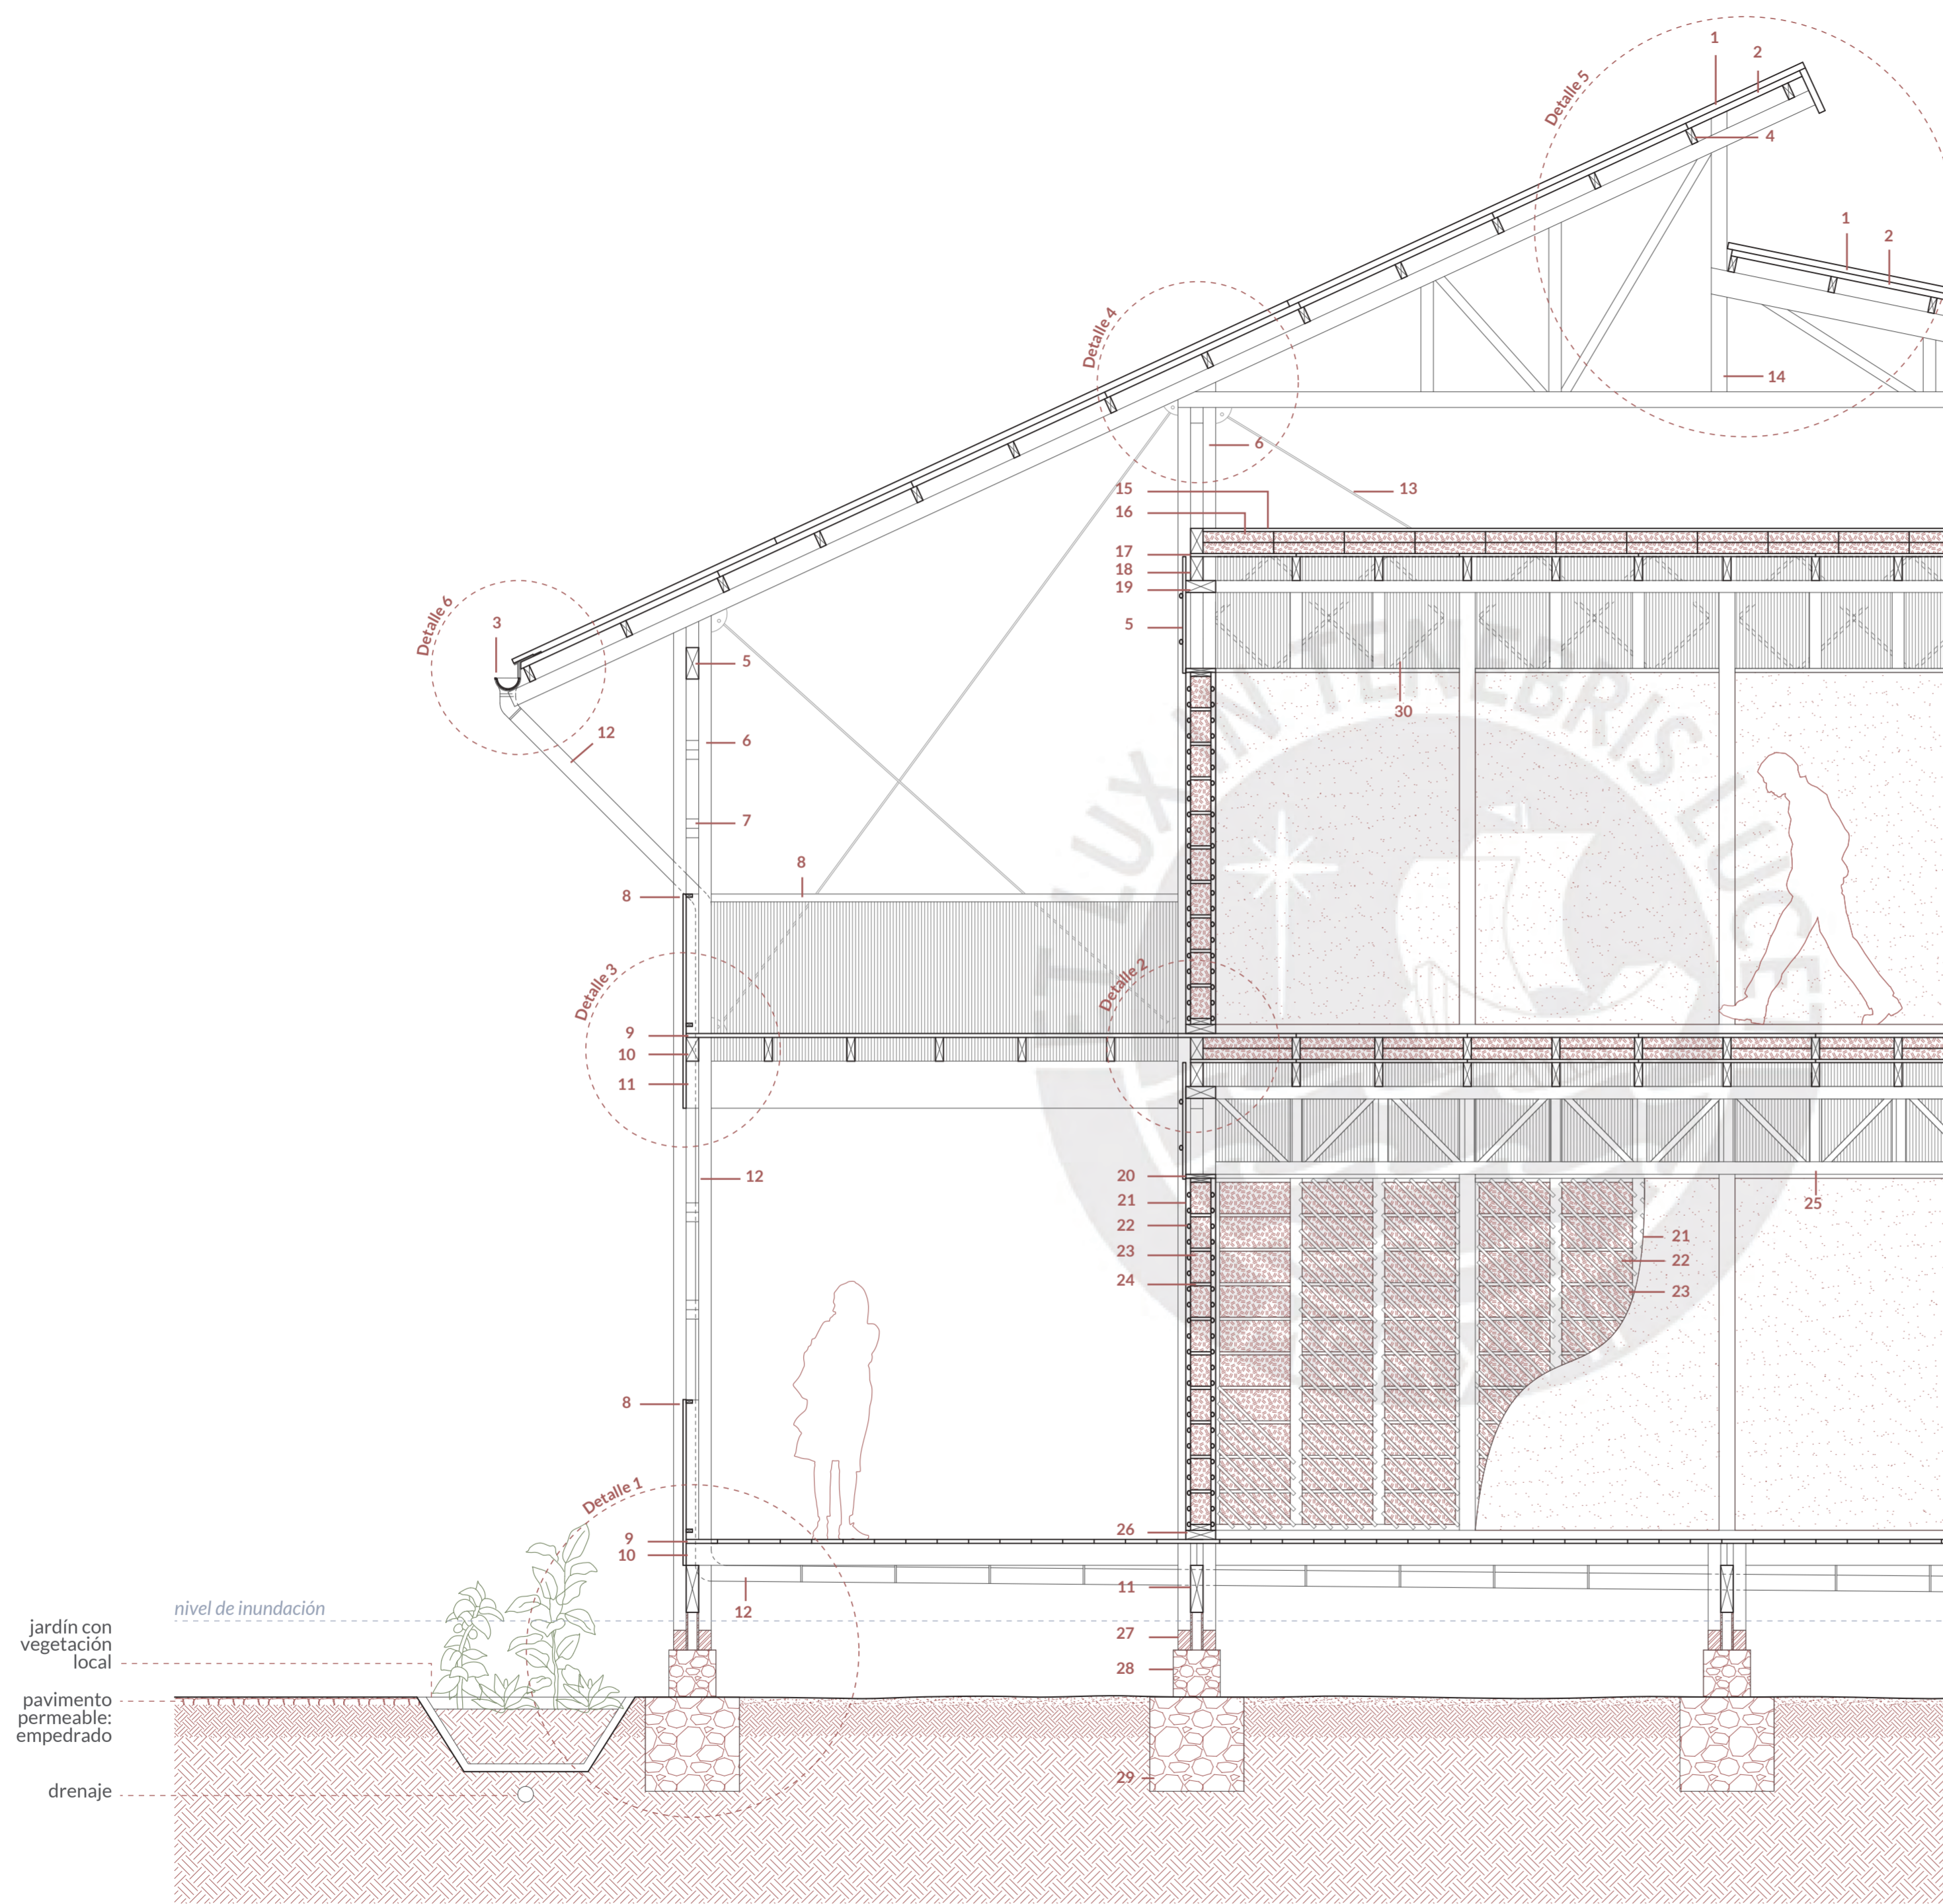 1
2
Detalle 5
4
1
2
Detalle 4
14
6
15
13
16
17
18
19
5
Detalle 6
3
5
30
12
6
7
8
8
Detalle 3
Detalle 2
9
10
11
20
12
21
25
22
21
23
22
24
23
8
Detalle 1
26
9
10
11
12
nivel de inundación
27
jardín con
vegetación
local
28
pavimento
permeable:
empedrado
29
drenaje
ET LUX IN TENEBRIS LUCET